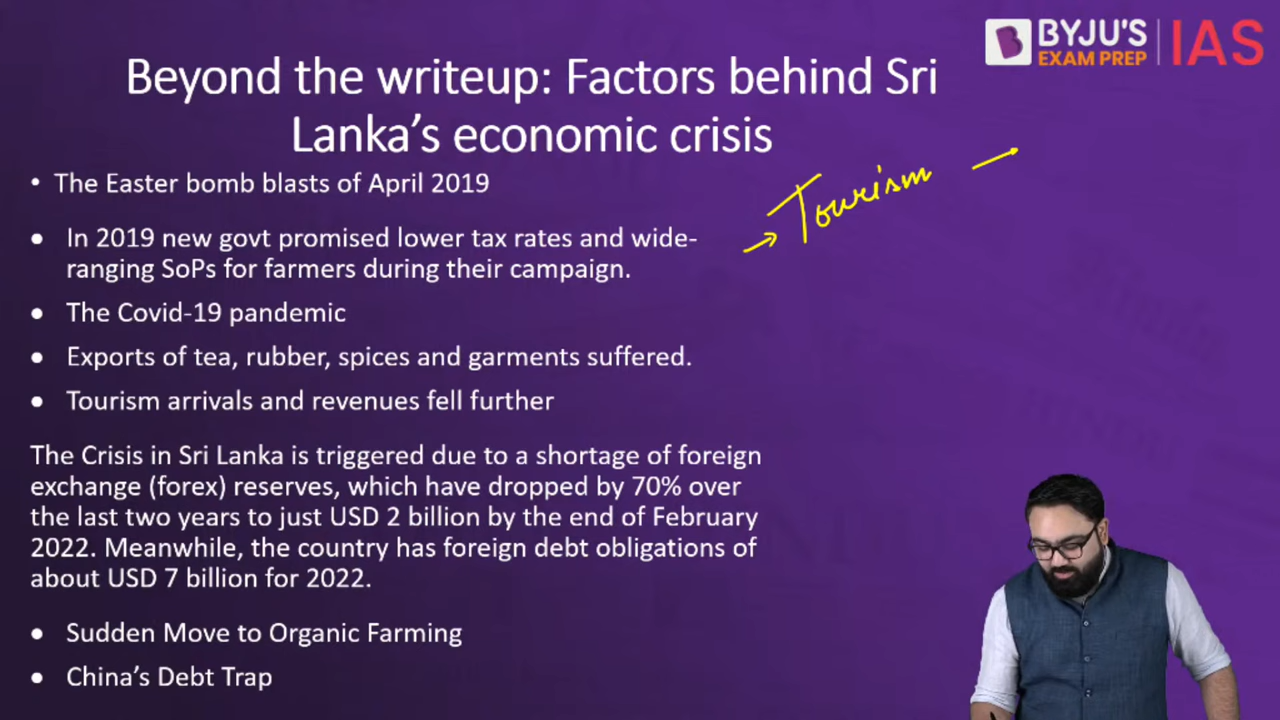 BYJU'S
EXAM PREP
IAS
Beyond the writeup: Factors behind Sri
Lanka's economic crisis
• The Easter bomb blasts of April 2019
→ Tourism →
• In 2019 new govt promised lower tax rates and wide-
ranging SoPs for farmers during their campaign.
• The Covid-19 pandemic
• Exports of tea, rubber, spices and garments suffered.
• Tourism arrivals and revenues fell further
The Crisis in Sri Lanka is triggered due to a shortage of foreign
exchange (forex) reserves, which have dropped by 70% over
the last two years to just USD 2 billion by the end of February
2022. Meanwhile, the country has foreign debt obligations of
about USD 7 billion for 2022.
• Sudden Move to Organic Farming
• China's Debt Trap